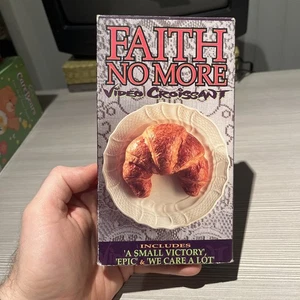 FAITH
NO MORE
VIDEO CROISSANT
INCLUDES
'A SMALL VICTORY',
'EPIC' & 'WE CARE A LOT'